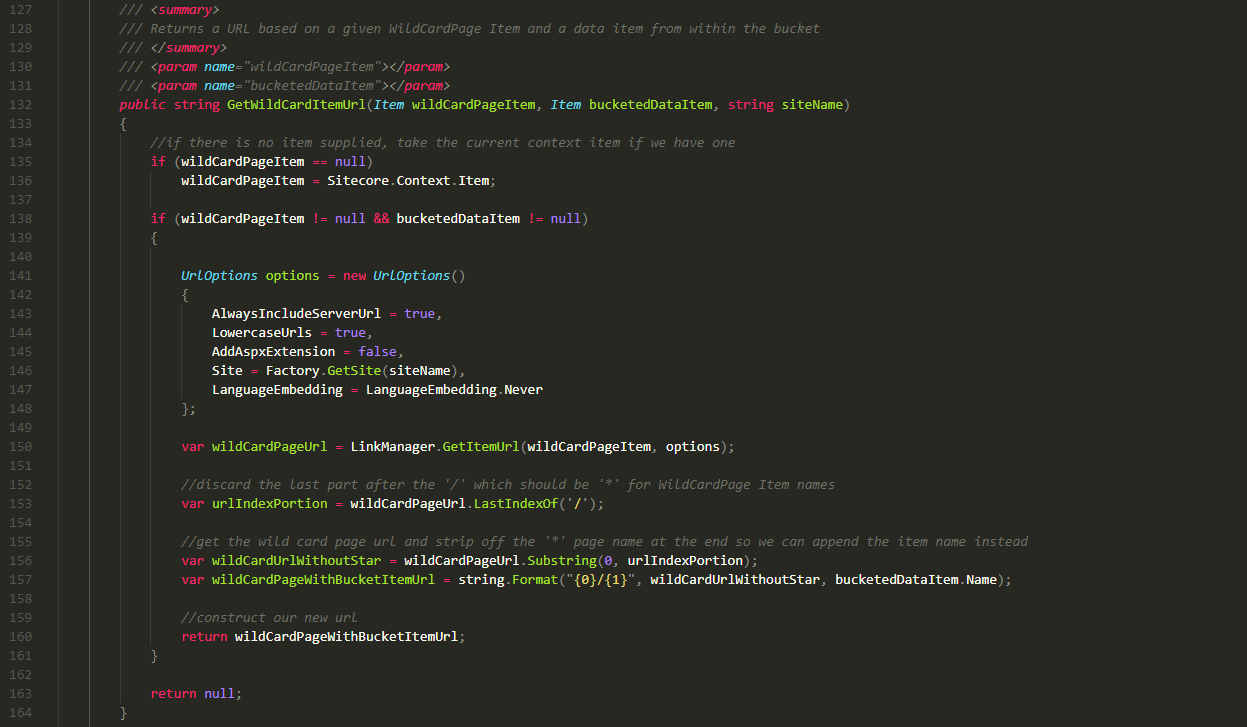 127 /// <summary>
128 /// Returns a URL based on a given WildCardPage Item and a data item from within the bucket
129 /// </summary>
130 /// <param name="wildCardPageItem"></param>
131 /// <param name="bucketedDataItem"></param>
132 public string GetWildCardItemUrl(Item wildCardPageItem, Item bucketedDataItem, string siteName)
133 {
134 //if there is no item supplied, take the current context item if we have one
135 if (wildCardPageItem == null)
136 wildCardPageItem = Sitecore.Context.Item;
137
138 if (wildCardPageItem != null && bucketedDataItem != null)
139 {
140
141 UrlOptions options = new UrlOptions()
142 {
143 AlwaysIncludeServerUrl = true,
144 LowercaseUrls = true,
145 AddAspxExtension = false,
146 Site = Factory.GetSite(siteName),
147 LanguageEmbedding = LanguageEmbedding.Never
148 };
149
150 var wildCardPageUrl = LinkManager.GetItemUrl(wildCardPageItem, options);
151
152 //discard the last part after the '/' which should be '*' for WildCardPage Item names
153 var urlIndexPortion = wildCardPageUrl.LastIndexOf('/');
154
155 //get the wild card page url and strip off the '*' page name at the end so we can append the item name instead
156 var wildCardUrlWithoutStar = wildCardPageUrl.Substring(0, urlIndexPortion);
157 var wildCardPageWithBucketItemUrl = string.Format("{0}/{1}", wildCardUrlWithoutStar, bucketedDataItem.Name);
158
159 //construct our new url
160 return wildCardPageWithBucketItemUrl;
161 }
162
163 return null;
164 }